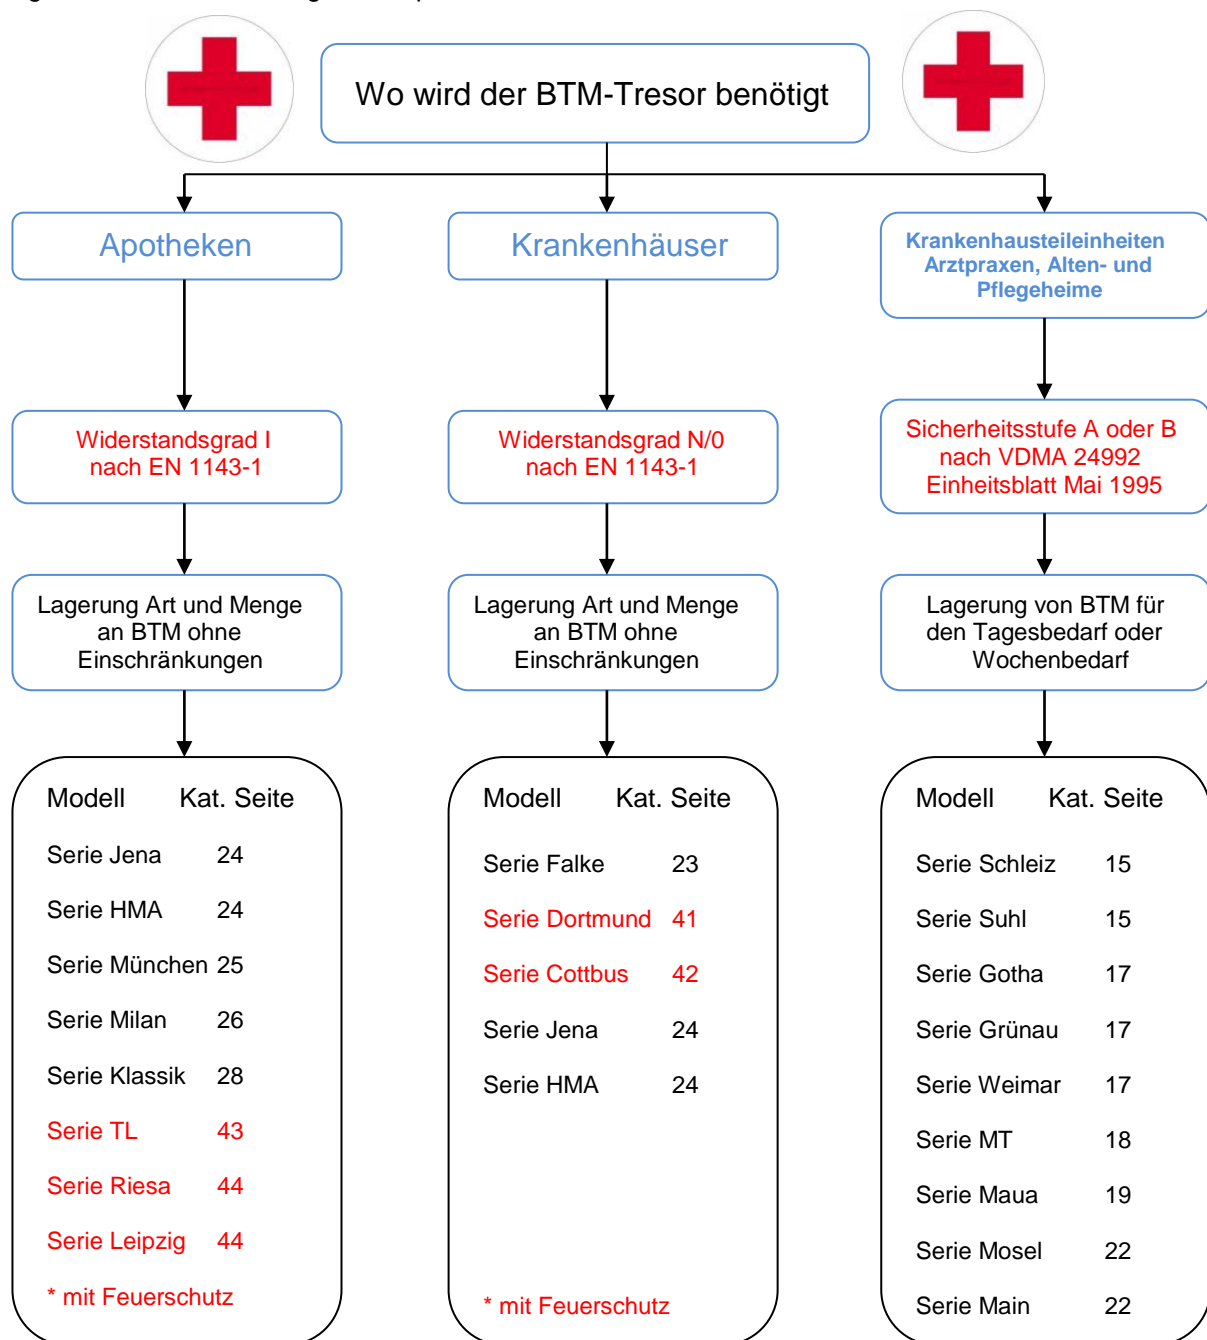 Wo wird der BTM-Tresor benötigt
Apotheken
Krankenhäuser
Krankenhausteileinheiten
Arztpraxen, Alten- und
Pflegeheime
Widerstandsgrad I
nach EN 1143-1
Widerstandsgrad N/0
nach EN 1143-1
Sicherheitsstufe A oder B
nach VDMA 24992
Einheitsblatt Mai 1995
Lagerung Art und Menge
an BTM ohne
Einschränkungen
Lagerung Art und Menge
an BTM ohne
Einschränkungen
Lagerung von BTM für
den Tagesbedarf oder
Wochenbedarf
Modell Kat. Seite
Serie Jena 24
Serie HMA 24
Serie München 25
Serie Milan 26
Serie Klassik 28
Serie TL 43
Serie Riesa 44
Serie Leipzig 44
* mit Feuerschutz
Modell Kat. Seite
Serie Falke 23
Serie Dortmund 41
Serie Cottbus 42
Serie Jena 24
Serie HMA 24
* mit Feuerschutz
Modell Kat. Seite
Serie Schleiz 15
Serie Suhl 15
Serie Gotha 17
Serie Grünau 17
Serie Weimar 17
Serie MT 18
Serie Maua 19
Serie Mosel 22
Serie Main 22